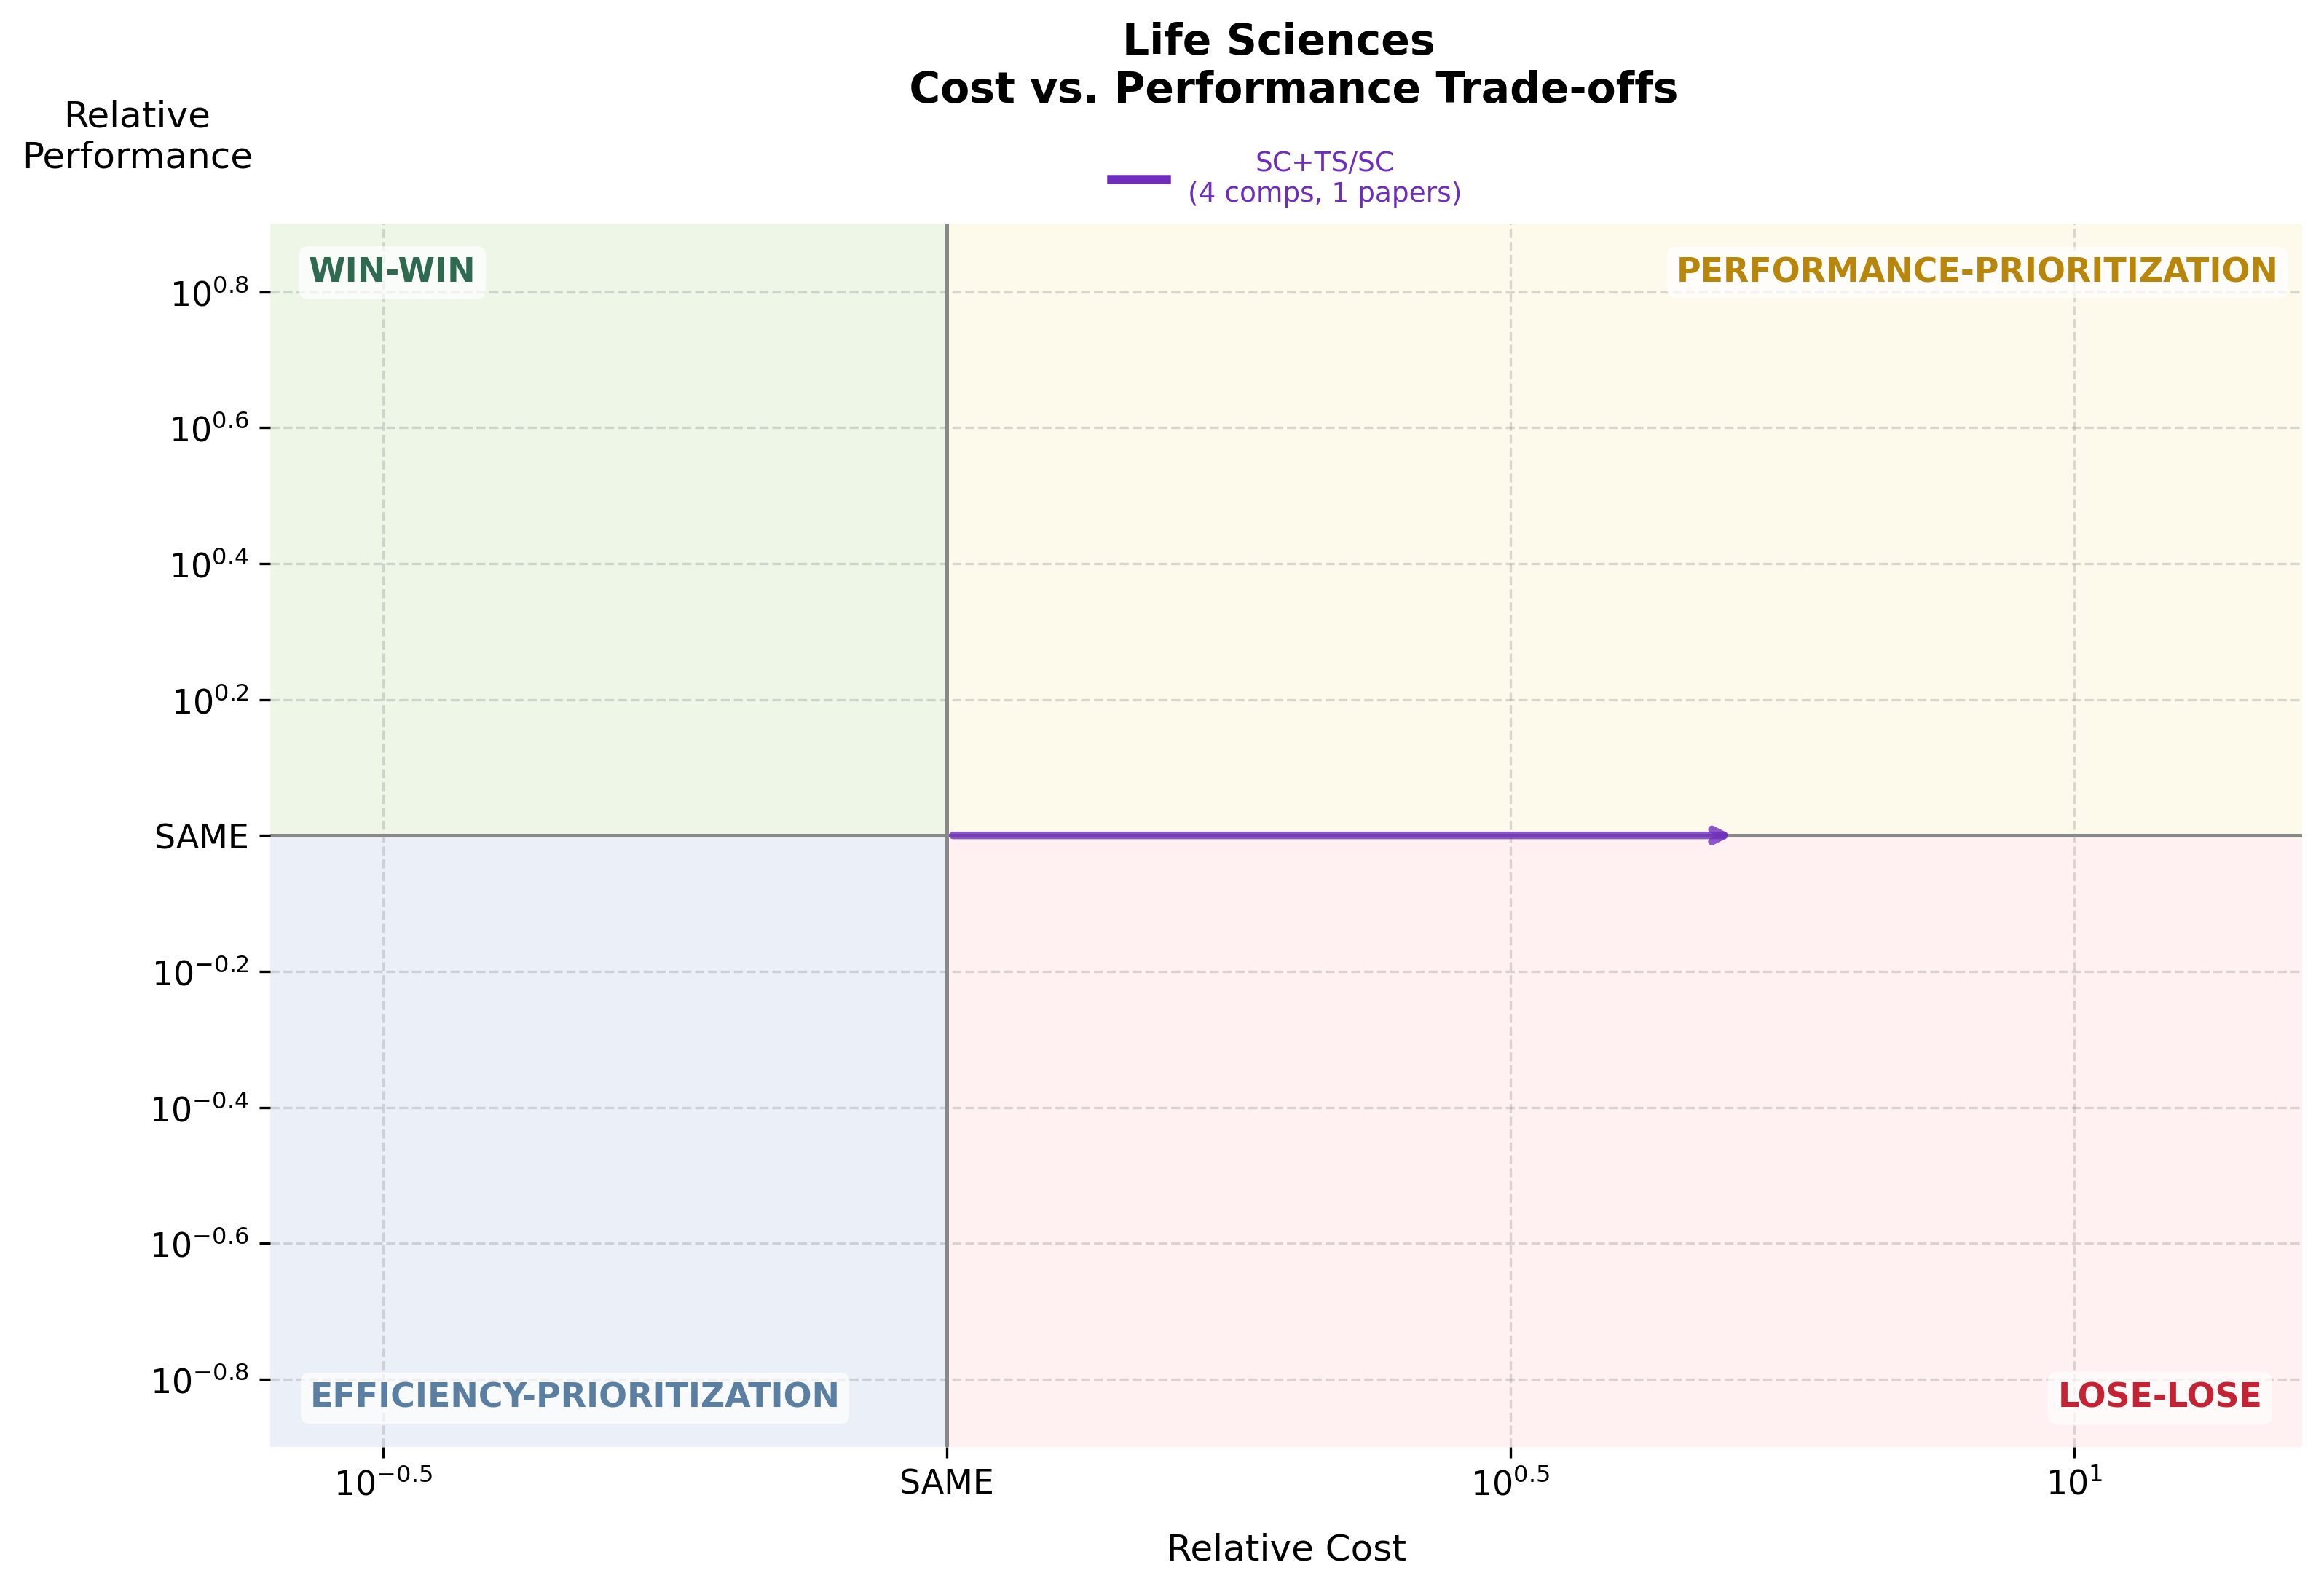 Life Sciences
Cost vs. Performance Trade-offs
Relative
Performance
SC+TS/SC
(4 comps, 1 papers)
WIN-WIN
PERFORMANCE-PRIORITIZATION
10^0.8
10^0.6
10^0.4
10^0.2
SAME
10^−0.2
10^−0.4
10^−0.6
10^−0.8
EFFICIENCY-PRIORITIZATION
LOSE-LOSE
10^−0.5
SAME
10^0.5
10^1
Relative Cost